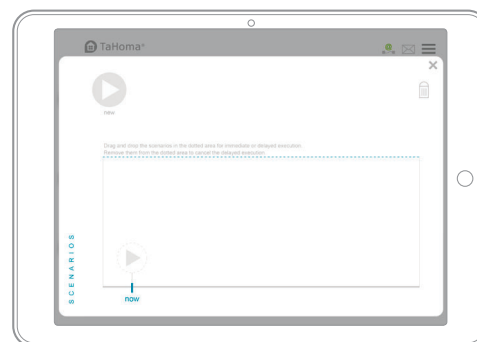 TaHoma®
new
Drag and drop the scenarios in the dotted area for immediate or delayed execution.
Remove them from the dotted area to cancel the delayed execution
SCENARIOS
now